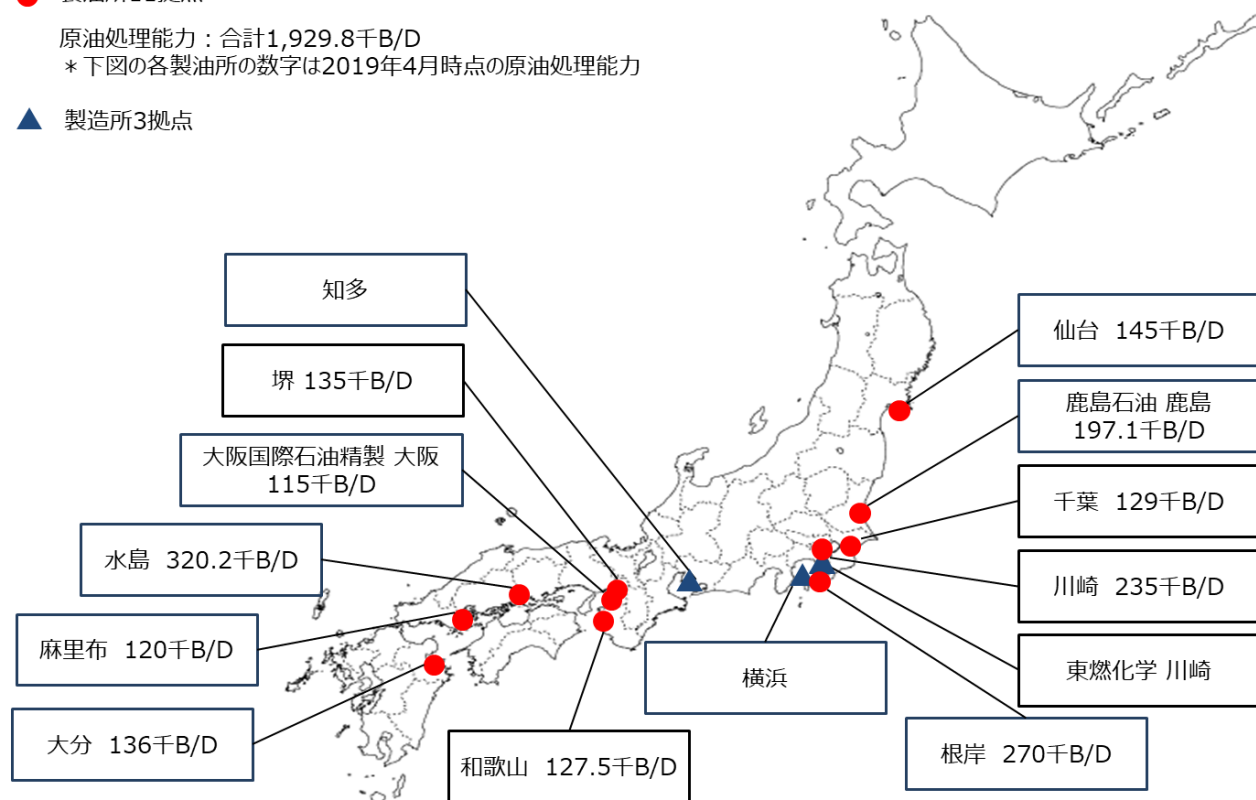 原油処理能力：合計1,929.8千B/D
＊下図の各製油所の数字は2019年4月時点の原油処理能力
製造所3拠点
知多
堺 135千B/D
大阪国際石油精製 大阪
115千B/D
水島 320.2千B/D
麻里布 120千B/D
大分 136千B/D
和歌山 127.5千B/D
横浜
仙台 145千B/D
鹿島石油 鹿島
197.1千B/D
千葉 129千B/D
川崎 235千B/D
東燃化学 川崎
根岸 270千B/D